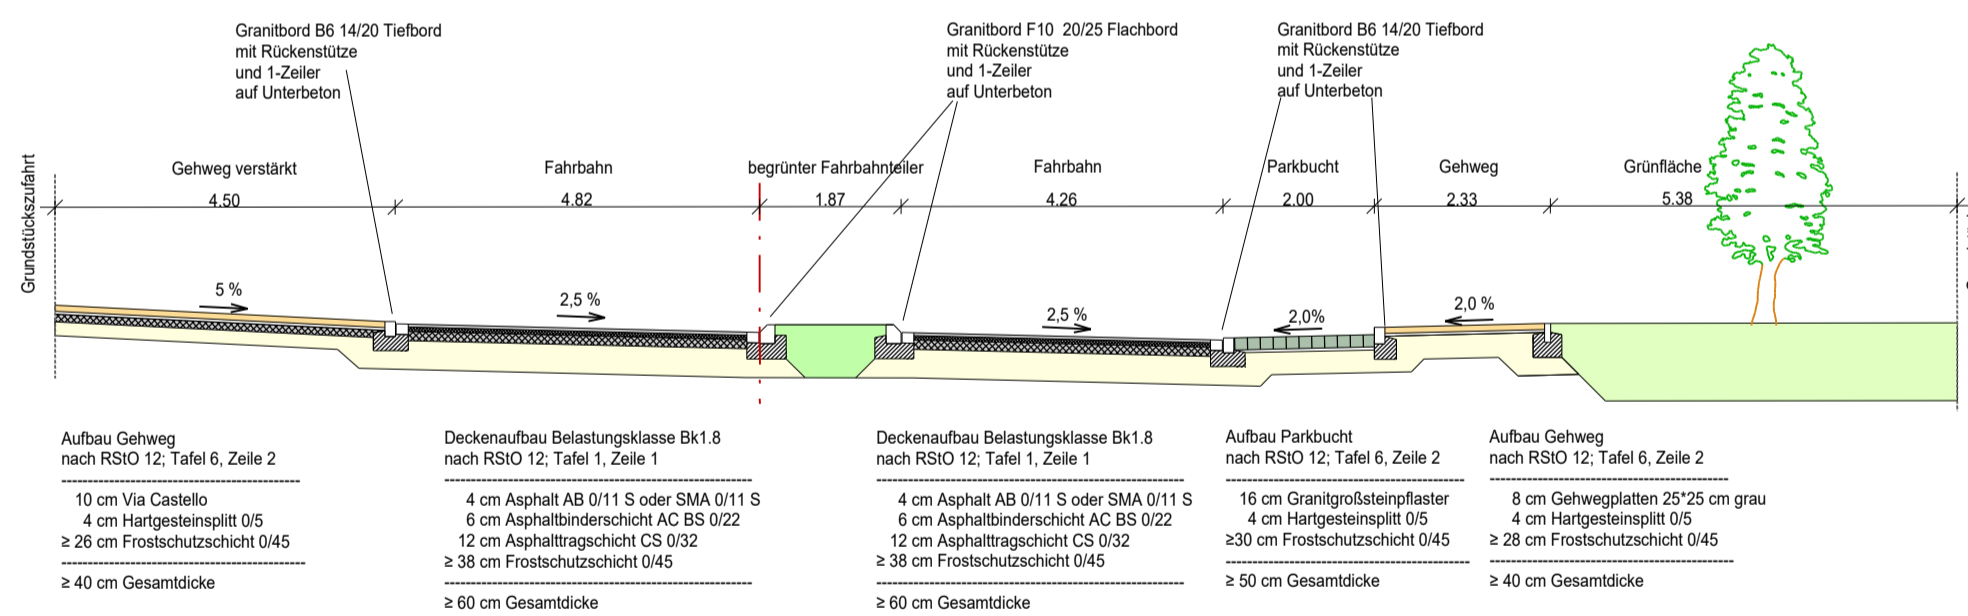 Granitbord B6 14/20 Tiefbord
mit Rückenstütze
und 1-Zeiler
auf Unterbeton
Granitbord F10 20/25 Flachbord
mit Rückenstütze
und 1-Zeiler
auf Unterbeton
Granitbord B6 14/20 Tiefbord
mit Rückenstütze
und 1-Zeiler
auf Unterbeton
Grundstückszufahrt
Gehweg verstärkt
4.50
Fahrbahn
4.82
begrünter Fahrbahnteiler
1.87
Fahrbahn
4.26
Parkbucht
2.00
Gehweg
2.33
Grünfläche
5.38
5 %
2,5 %
2,5 %
2,0%
2,0 %
Aufbau Gehweg
nach RStO 12; Tafel 6, Zeile 2
10 cm Via Castello
4 cm Hartgesteinsplitt 0/5
≥ 26 cm Frostschutzschicht 0/45
≥ 40 cm Gesamtdicke
Deckenaufbau Belastungsklasse Bk1.8
nach RStO 12; Tafel 1, Zeile 1
4 cm Asphalt AB 0/11 S oder SMA 0/11 S
6 cm Asphaltbinderschicht AC BS 0/22
12 cm Asphalttragschicht CS 0/32
≥ 38 cm Frostschutzschicht 0/45
≥ 60 cm Gesamtdicke
Deckenaufbau Belastungsklasse Bk1.8
nach RStO 12; Tafel 1, Zeile 1
4 cm Asphalt AB 0/11 S oder SMA 0/11 S
6 cm Asphaltbinderschicht AC BS 0/22
12 cm Asphalttragschicht CS 0/32
≥ 38 cm Frostschutzschicht 0/45
≥ 60 cm Gesamtdicke
Aufbau Parkbucht
nach RStO 12; Tafel 6, Zeile 2
16 cm Granitgroßsteinpflaster
4 cm Hartgesteinsplitt 0/5
≥30 cm Frostschutzschicht 0/45
≥ 50 cm Gesamtdicke
Aufbau Gehweg
nach RStO 12; Tafel 6, Zeile 2
8 cm Gehwegplatten 25*25 cm grau
4 cm Hartgesteinsplitt 0/5
≥ 28 cm Frostschutzschicht 0/45
≥ 40 cm Gesamtdicke